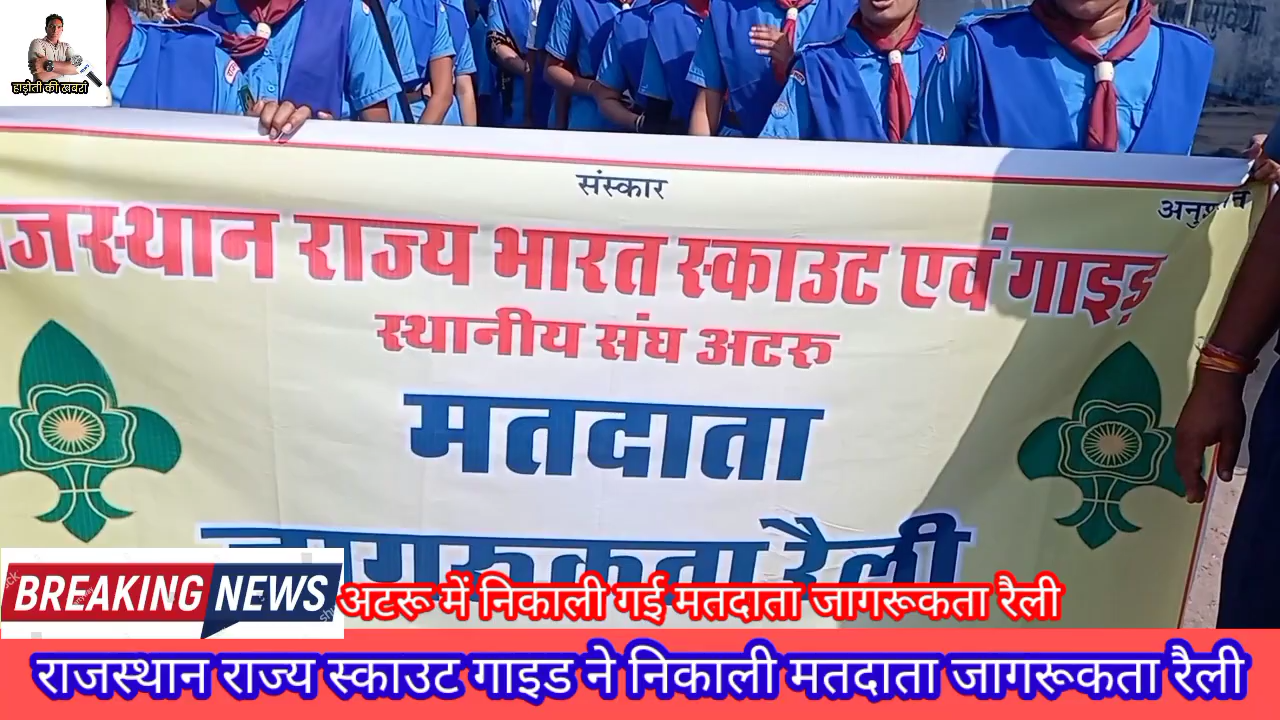 हाड़ोती की खबरें
संस्कार
राजस्थान राज्य भारत स्काउट एवं गाइड़
स्थानीय संघ अटरू
मतदाता
जागरूकता रैली
BREAKING NEWS
अटरू में निकाली गई मतदाता जागरूकता रैली
राजस्थान राज्य स्काउट गाइड ने निकाली मतदाता जागरूकता रैली